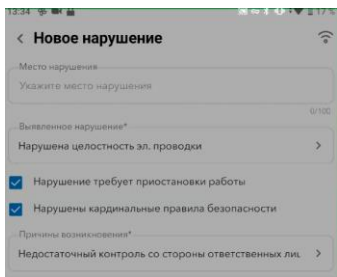 13:34
17%
Новое нарушение
Место нарушения
Укажите место нарушения
0/100
Выявленное нарушение*
Нарушена целостность эл. проводки
Нарушение требует приостановки работы
Нарушены кардинальные правила безопасности
Причины возникновения*
Недостаточный контроль со стороны ответственных лиц